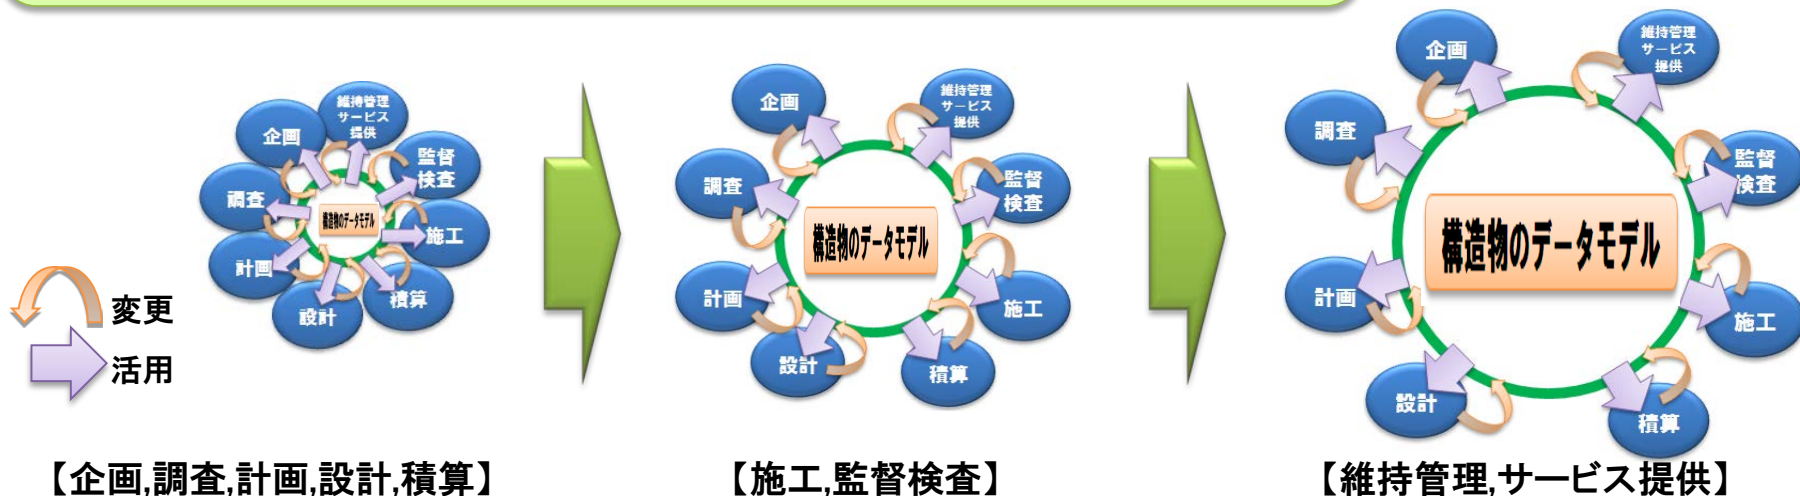 企画
維持管理
サービス
提供
監督
検査
施工
積算
設計
計画
調査
構造物のデータモデル
企画
維持管理
サービス
提供
監督
検査
施工
積算
設計
計画
調査
構造物のデータモデル
企画
維持管理
サービス
提供
監督
検査
施工
積算
設計
計画
調査
構造物のデータモデル
変更
活用
【企画,調査,計画,設計,積算】
【施工,監督検査】
【維持管理,サービス提供】